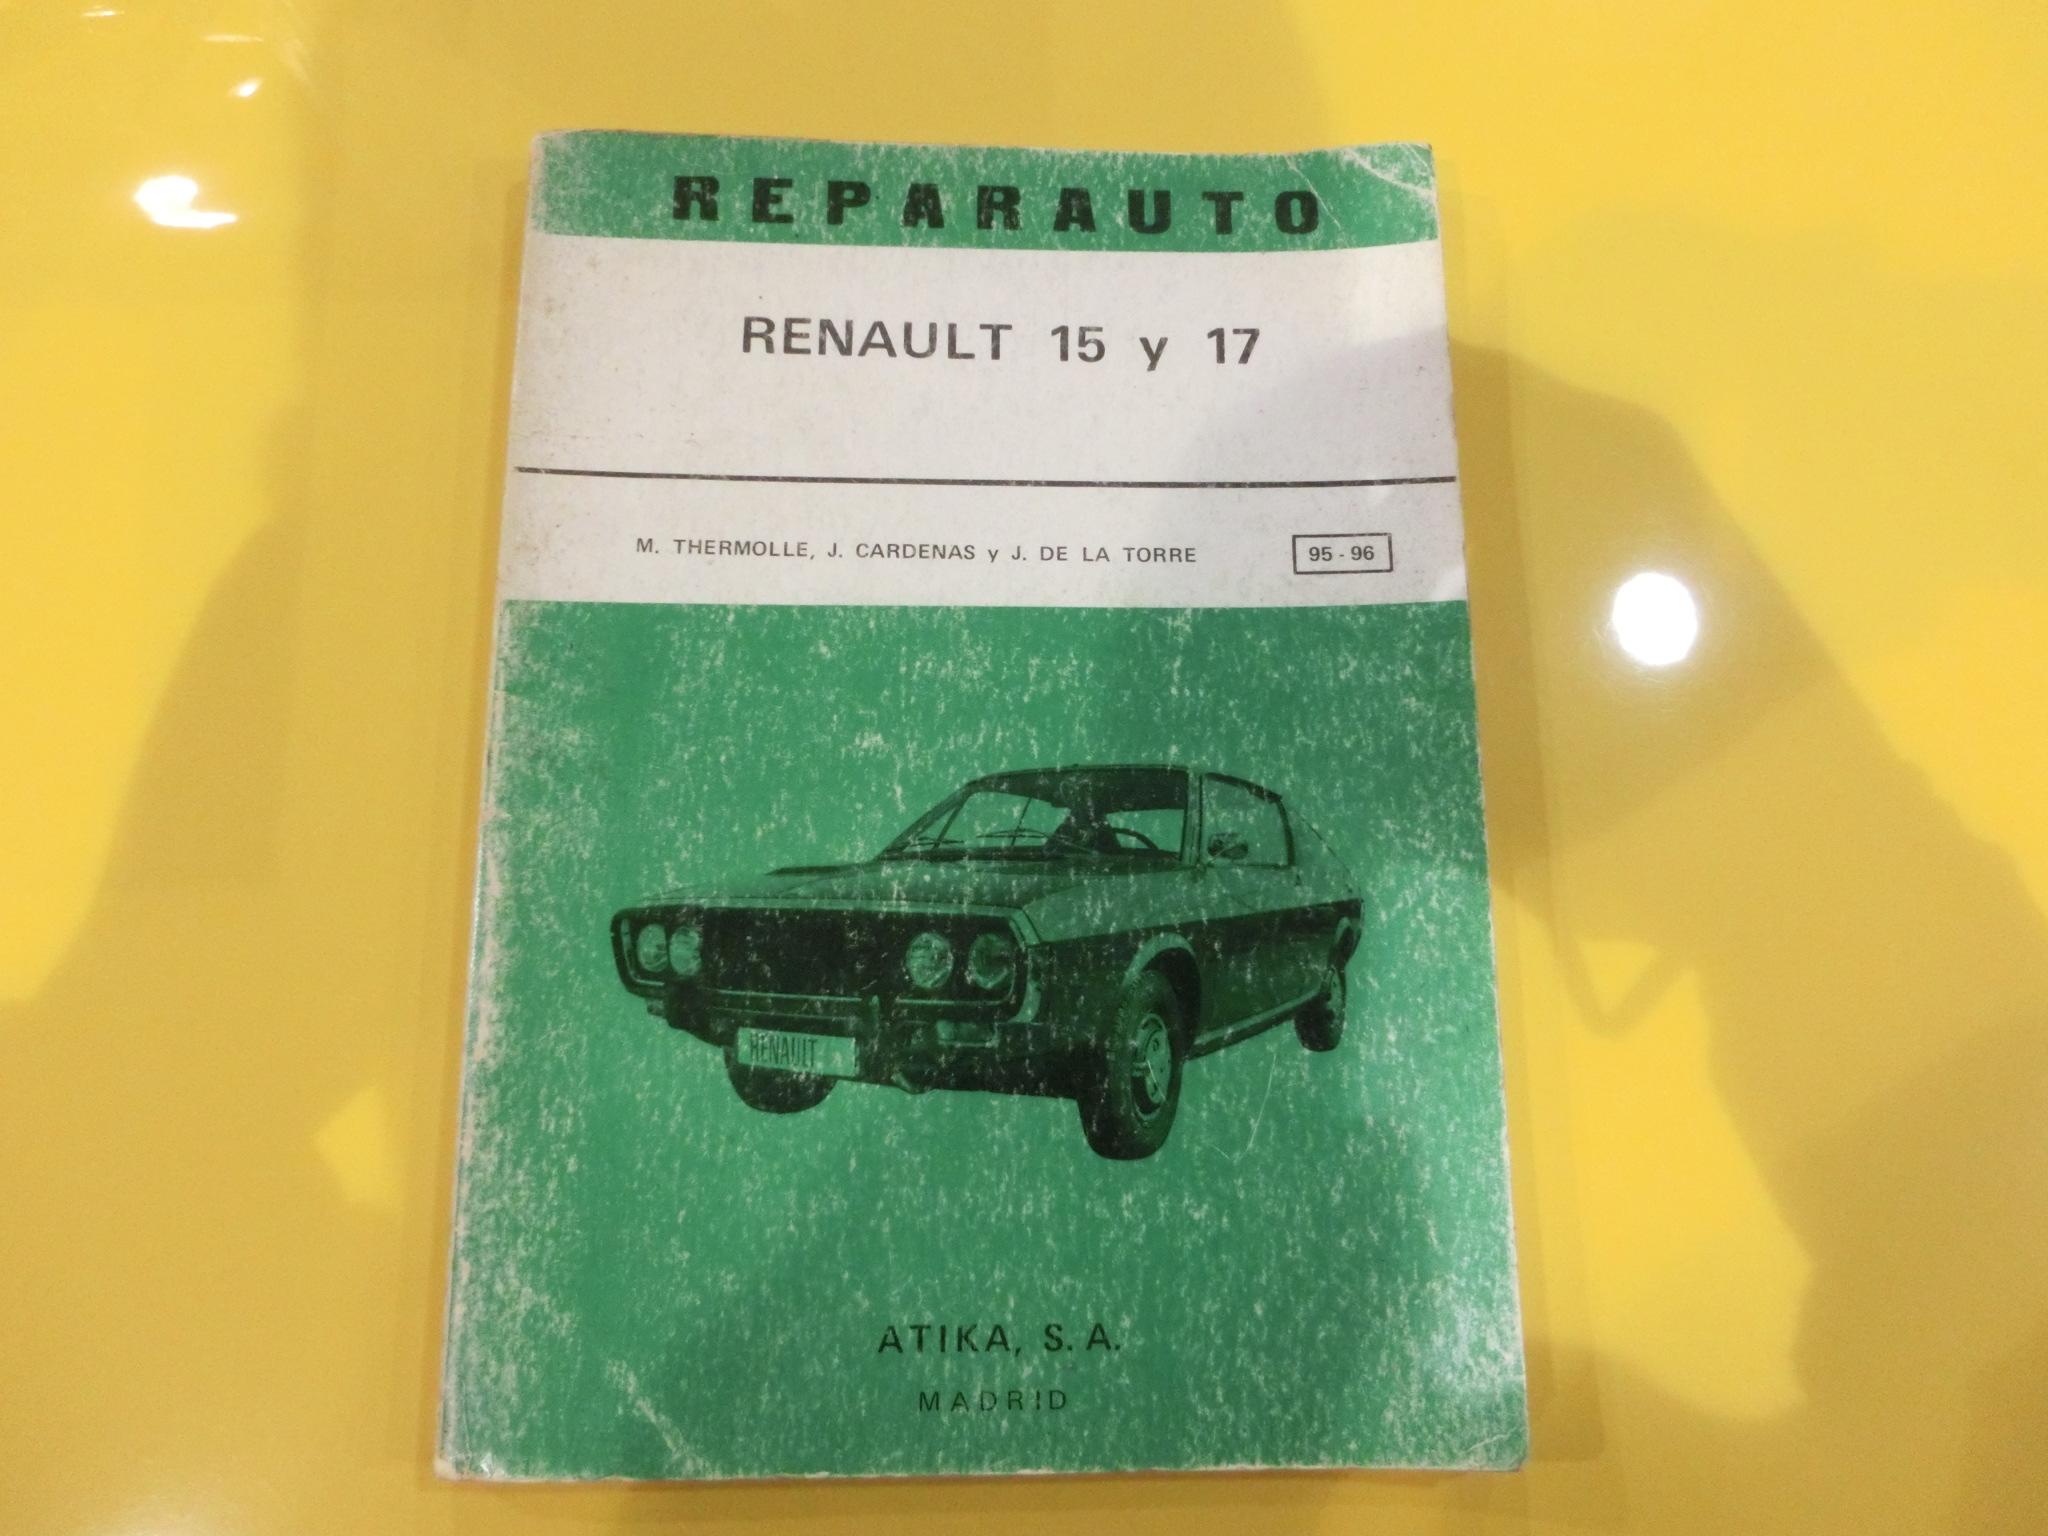 REPARAUTO
RENAULT 15 y 17
M. THERMOLLE, J. CARDENAS y J. DE LA TORRE
95 - 96
RENAULT
ATIKA, S. A.
MADRID